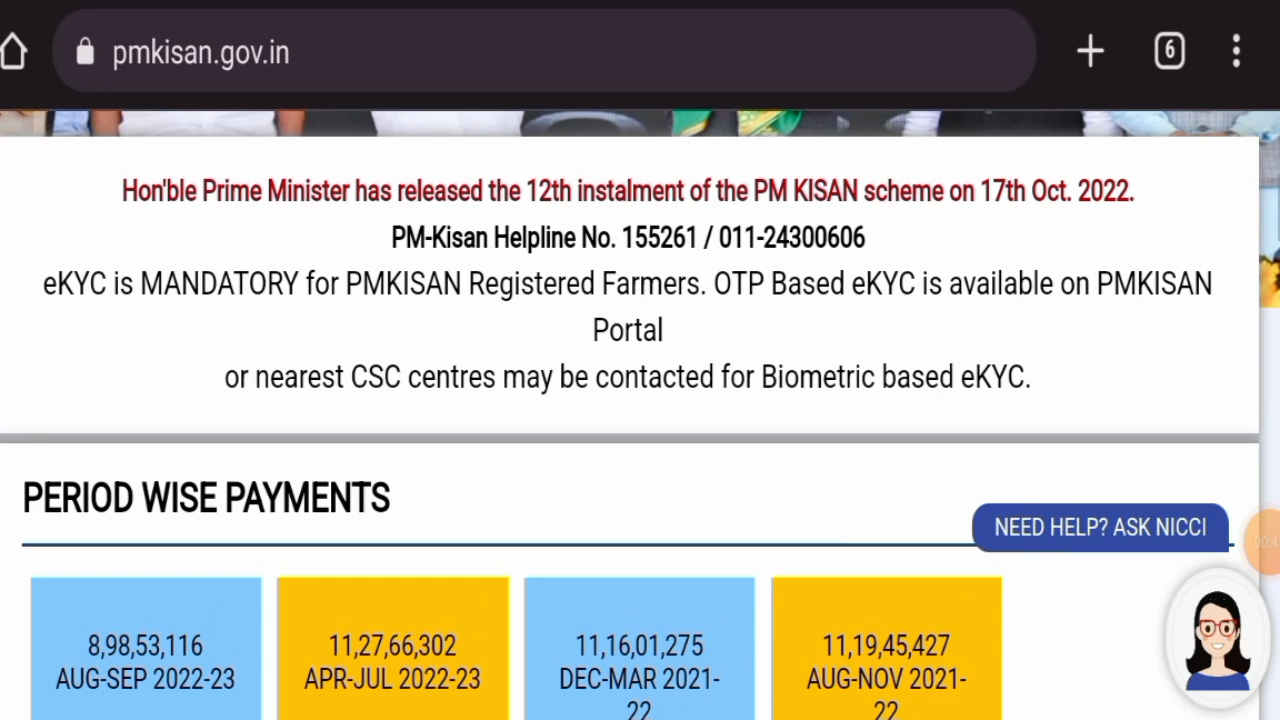 pmkisan.gov.in
6
Hon'ble Prime Minister has released the 12th instalment of the PM KISAN scheme on 17th Oct. 2022.
PM-Kisan Helpline No. 155261 / 011-24300606
eKYC is MANDATORY for PMKISAN Registered Farmers. OTP Based eKYC is available on PMKISAN
Portal
or nearest CSC centres may be contacted for Biometric based eKYC.
PERIOD WISE PAYMENTS
NEED HELP? ASK NICCI
8,98,53,116
AUG-SEP 2022-23
11,27,66,302
APR-JUL 2022-23
11,16,01,275
DEC-MAR 2021-
22
11,19,45,427
AUG-NOV 2021-
22